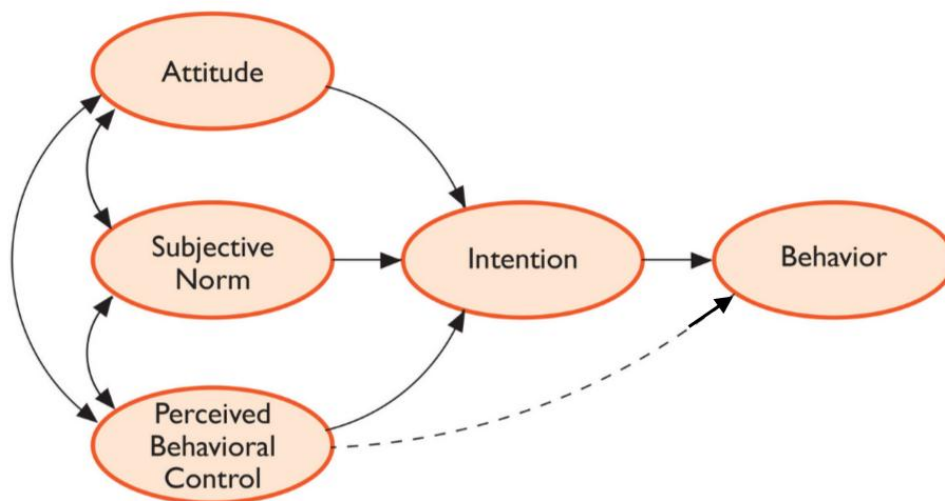 Attitude
Subjective
Norm
Intention
Behavior
Perceived
Behavioral
Control